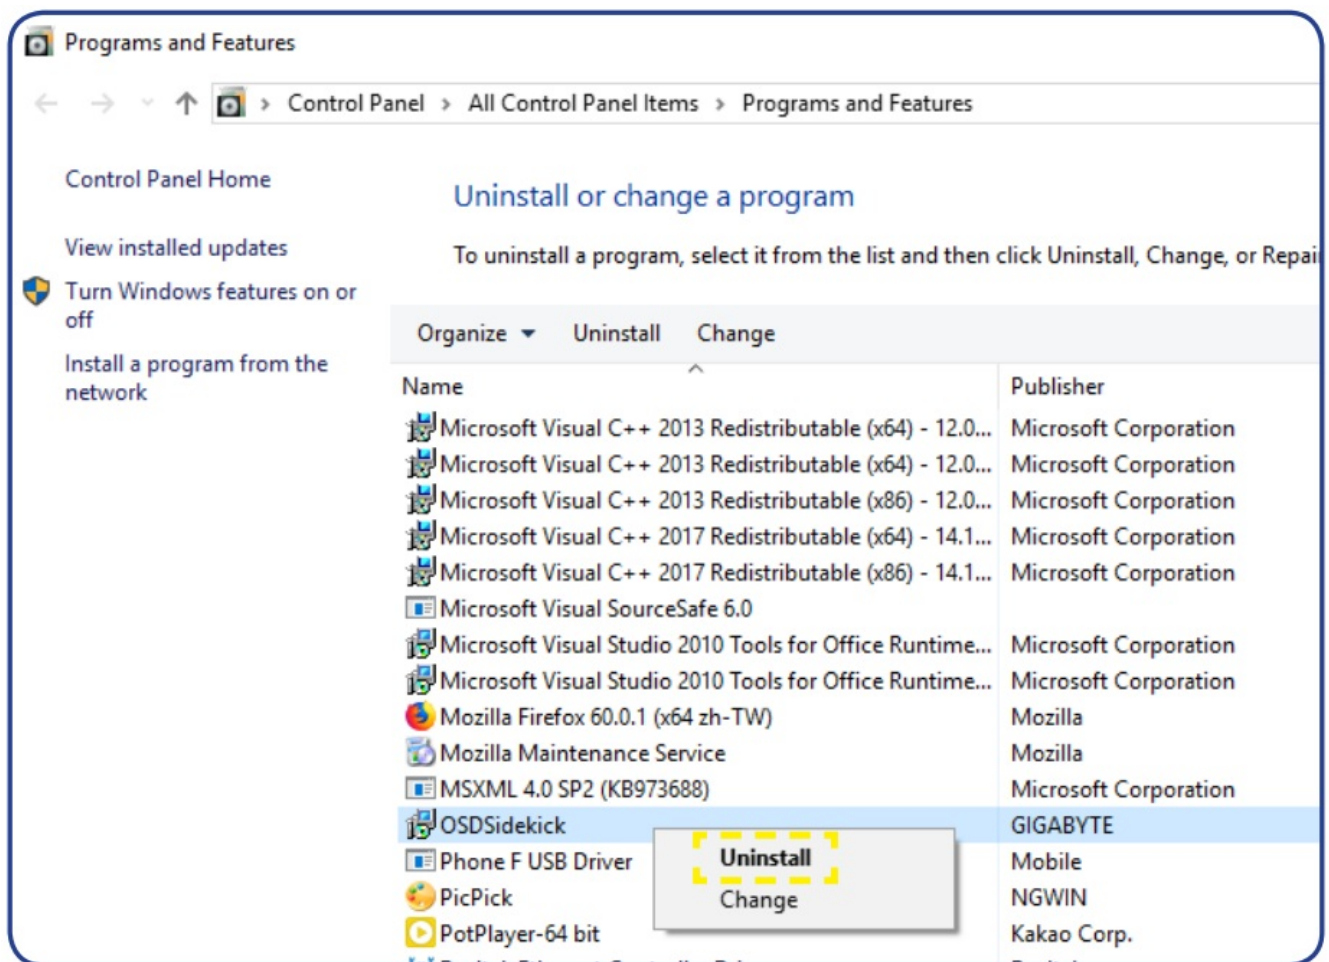 Programs and Features
Control Panel > All Control Panel Items > Programs and Features
Control Panel Home
View installed updates
Turn Windows features on or
off
Install a program from the
network
Uninstall or change a program
To uninstall a program, select it from the list and then click Uninstall, Change, or Repai
Organize Uninstall Change
Name Publisher
Microsoft Visual C++ 2013 Redistributable (x64) - 12.0... Microsoft Corporation
Microsoft Visual C++ 2013 Redistributable (x64) - 12.0... Microsoft Corporation
Microsoft Visual C++ 2013 Redistributable (x86) - 12.0... Microsoft Corporation
Microsoft Visual C++ 2017 Redistributable (x64) - 14.1... Microsoft Corporation
Microsoft Visual C++ 2017 Redistributable (x86) - 14.1... Microsoft Corporation
Microsoft Visual SourceSafe 6.0
Microsoft Visual Studio 2010 Tools for Office Runtime... Microsoft Corporation
Microsoft Visual Studio 2010 Tools for Office Runtime... Microsoft Corporation
Mozilla Firefox 60.0.1 (x64 zh-TW) Mozilla
Mozilla Maintenance Service Mozilla
MSXML 4.0 SP2 (KB973688) Microsoft Corporation
OSDSidekick GIGABYTE
Uninstall
Change
Phone F USB Driver Mobile
PicPick NGWIN
PotPlayer-64 bit Kakao Corp.